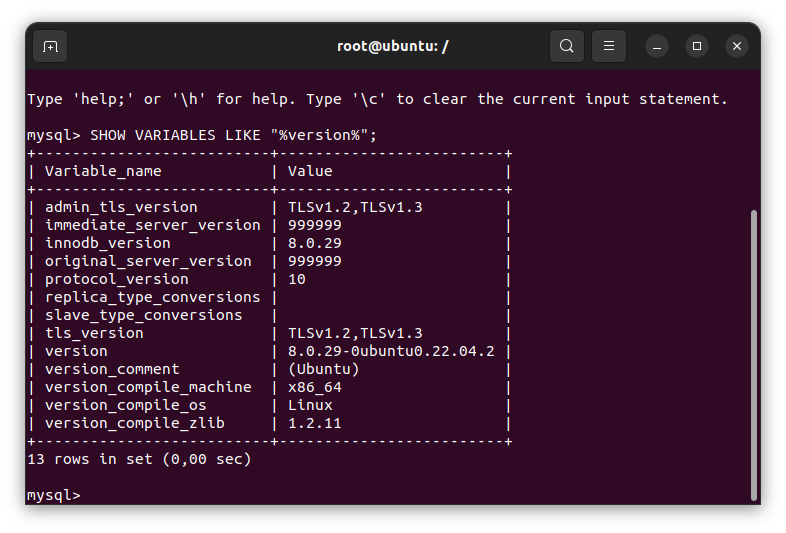 root@ubuntu: /
Type 'help;' or '\h' for help. Type '\c' to clear the current input statement.
mysql> SHOW VARIABLES LIKE "%version%";
+--------------------------+-------------------------+
| Variable_name            | Value                   |
+--------------------------+-------------------------+
| admin_tls_version        | TLSv1.2,TLSv1.3         |
| immediate_server_version | 999999                  |
| innodb_version           | 8.0.29                  |
| original_server_version  | 999999                  |
| protocol_version         | 10                      |
| replica_type_conversions |                         |
| slave_type_conversions   |                         |
| tls_version              | TLSv1.2,TLSv1.3         |
| version                  | 8.0.29-0ubuntu0.22.04.2 |
| version_comment          | (Ubuntu)                |
| version_compile_machine  | x86_64                  |
| version_compile_os       | Linux                   |
| version_compile_zlib     | 1.2.11                  |
+--------------------------+-------------------------+
13 rows in set (0,00 sec)
mysql>